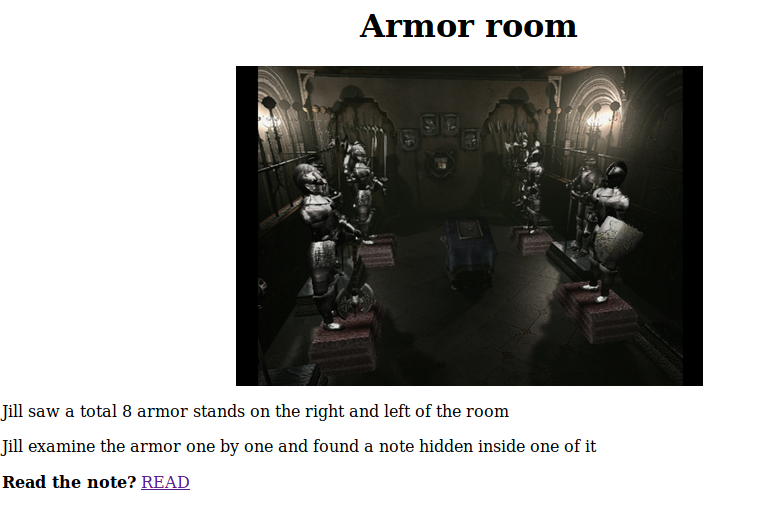 Armor room
Jill saw a total 8 armor stands on the right and left of the room
Jill examine the armor one by one and found a note hidden inside one of it
Read the note? READ